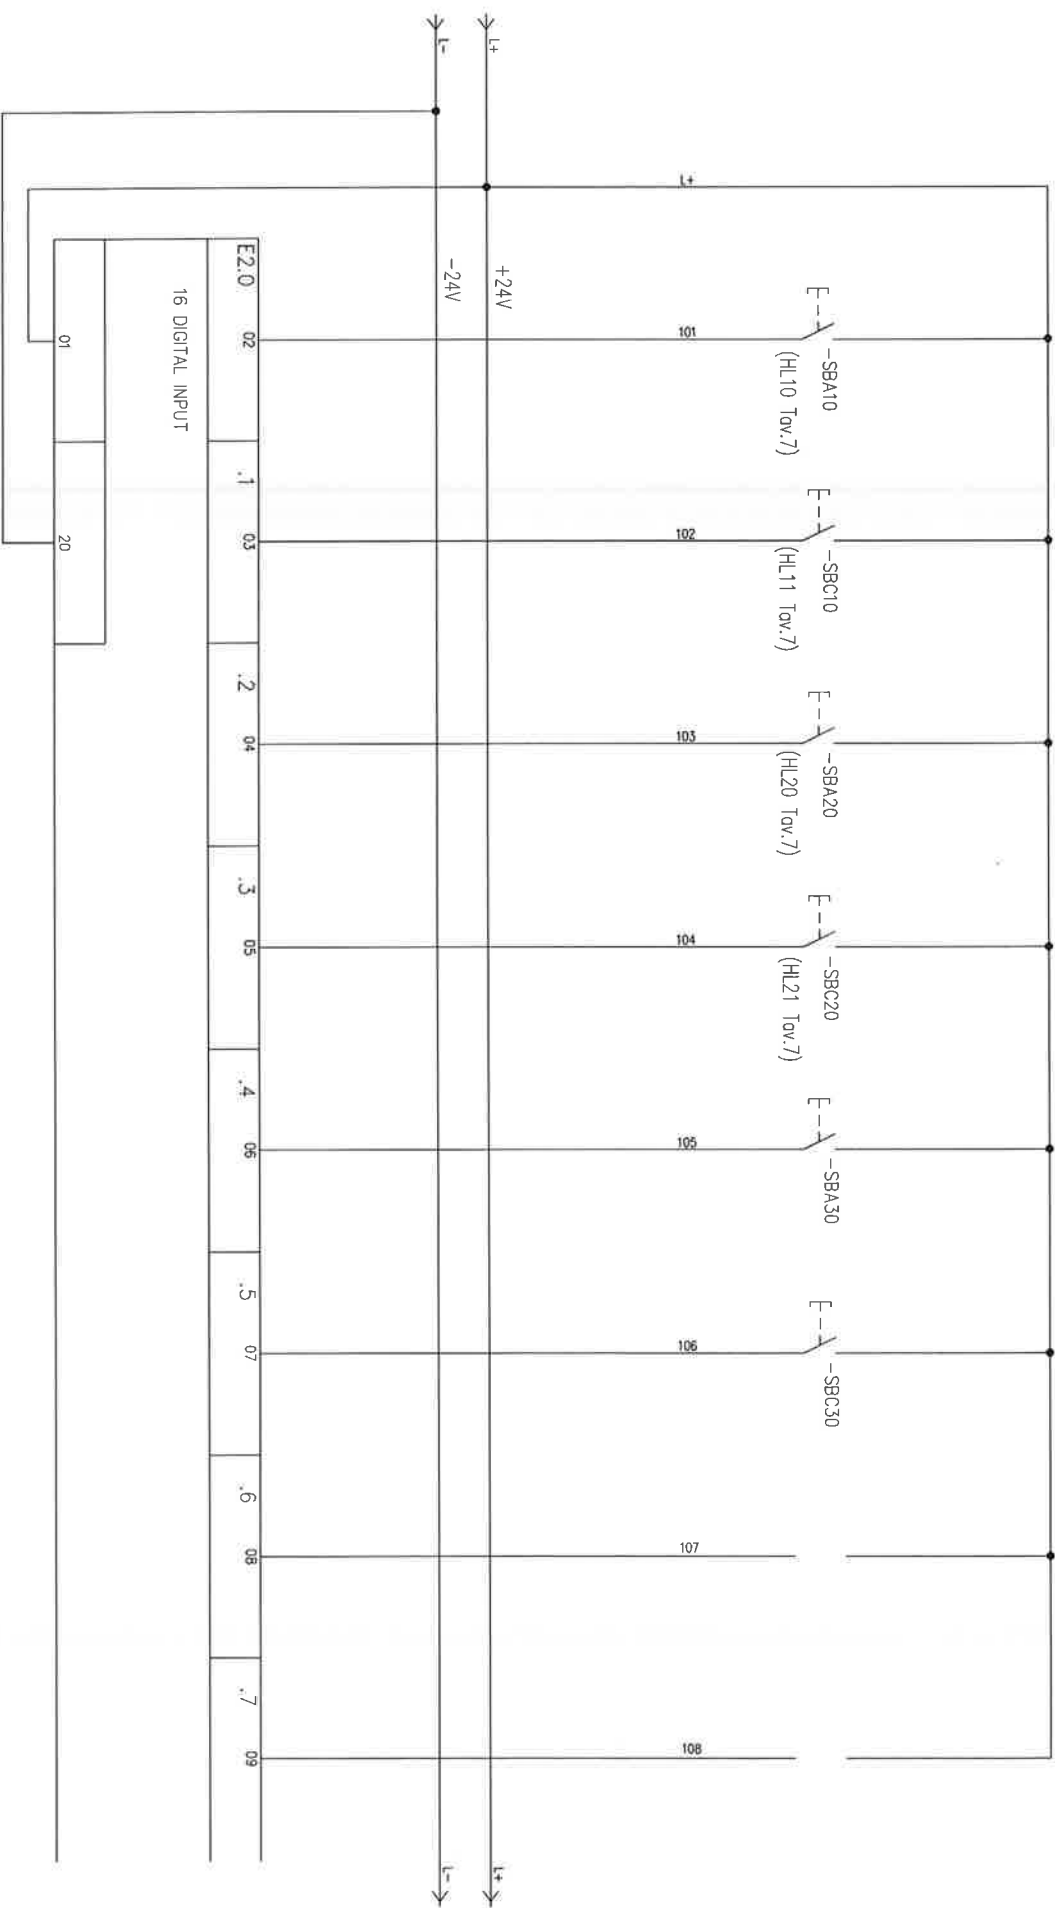 L+
L+
L-
+24V
-24V
101
102
103
104
105
106
107
108
-SBA10
(HL10 Tav.7)
-SBC10
(HL11 Tav.7)
-SBA20
(HL20 Tav.7)
-SBC20
(HL21 Tav.7)
-SBA30
-SBC30
L+
L-
E2.0
.1
.2
.3
.4
.5
.6
.7
02
03
04
05
06
07
08
09
16 DIGITAL INPUT
01
20